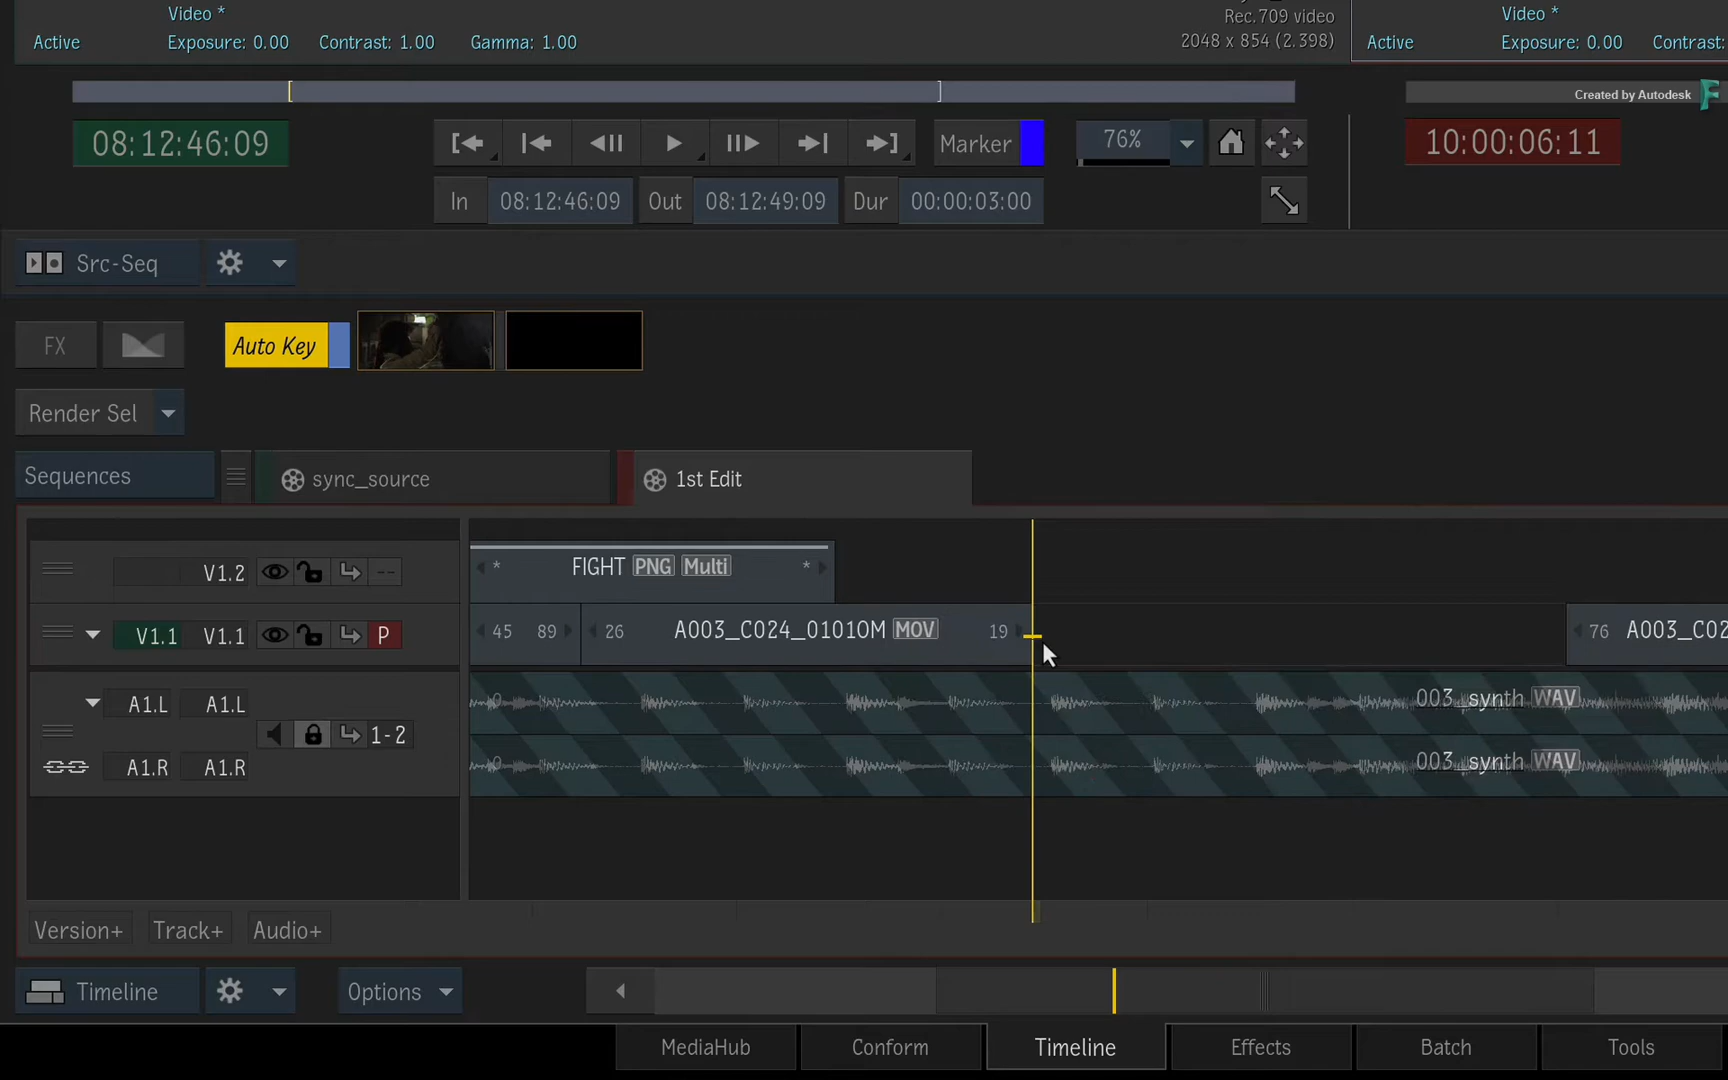 Video *
Active
Exposure: 0.00
Contrast: 1.00
Gamma: 1.00
Rec.709 video
2048 x 854 (2.398)
Video *
Active
Exposure: 0.00
Contrast:
Created by Autodesk
08:12:46:09
Marker
76%
10:00:06:11
In
08:12:46:09
Out
08:12:49:09
Dur
00:00:03:00
Src-Seq
FX
Auto Key
Render Sel
Sequences
sync_source
1st Edit
V1.2
--
* FIGHT PNG Multi *
V1.1
V1.1
P
45
89
26
A003_C024_01010M MOV
19
76
A003_C02
A1.L
A1.L
1-2
A1.R
A1.R
003_synth WAV
003_synth WAV
Version+
Track+
Audio+
Timeline
Options
MediaHub
Conform
Timeline
Effects
Batch
Tools